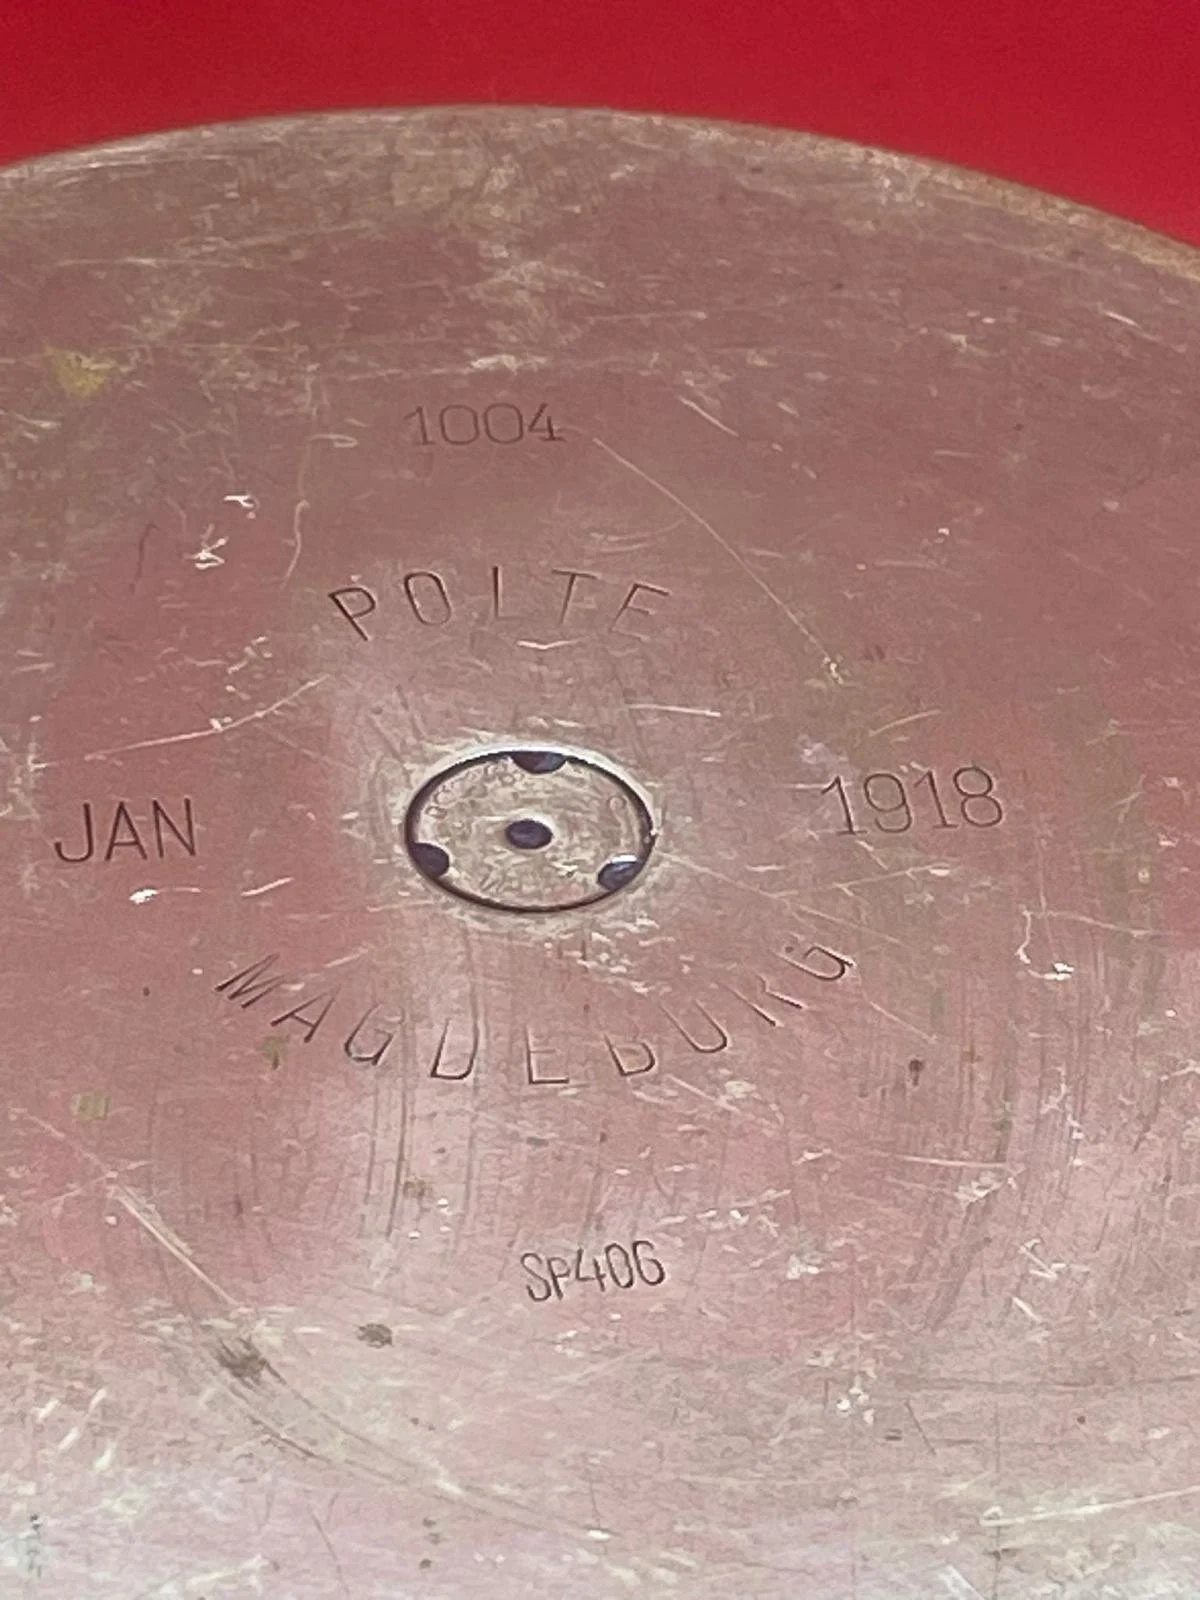 1004
POLTE
JAN
1918
MAGDEBURG
SP406